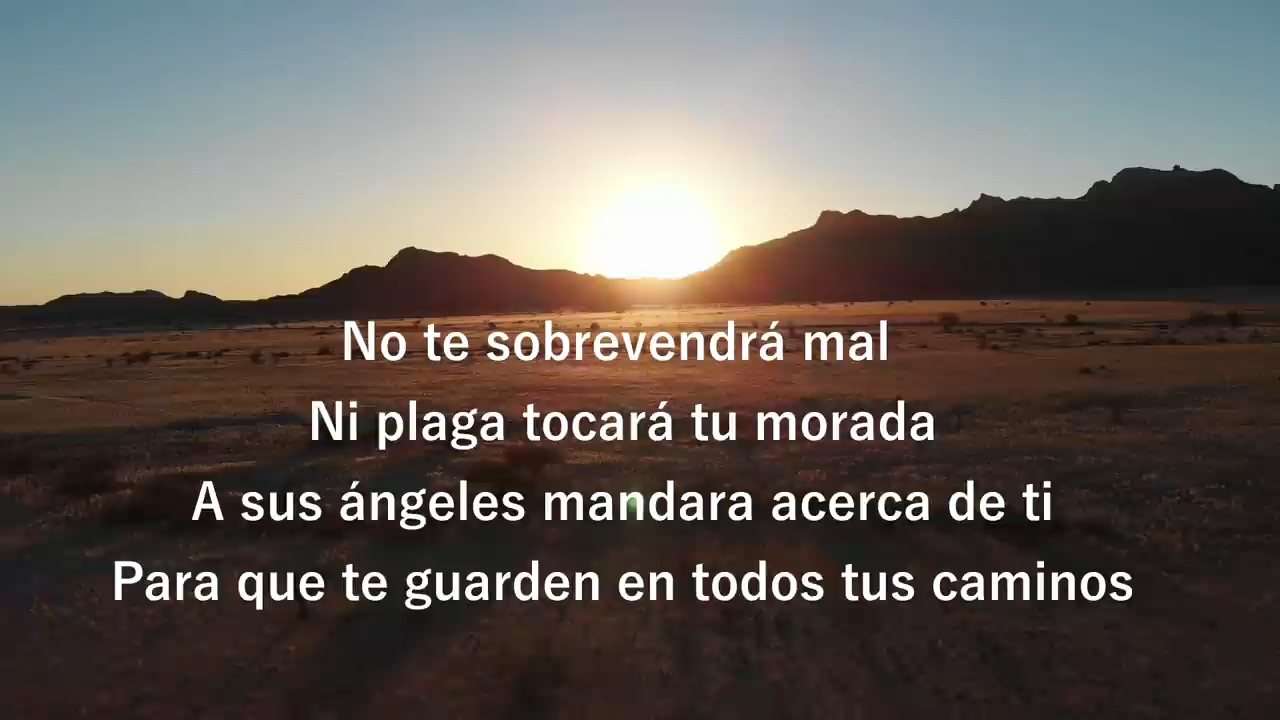 No te sobrevendrá mal
Ni plaga tocará tu morada
A sus ángeles mandara acerca de ti
Para que te guarden en todos tus caminos